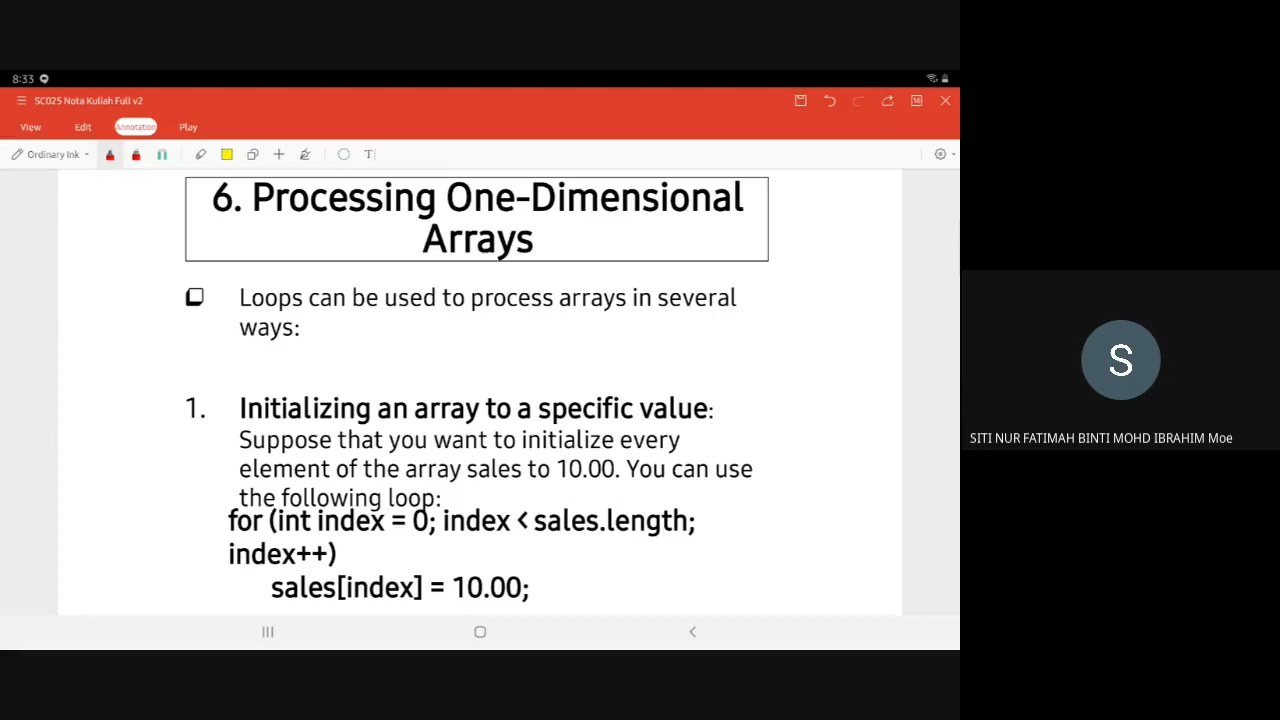 8:33
SC025 Nota Kuliah Full v2
16
View Edit Annotation Play
Ordinary Ink
T
6. Processing One-Dimensional
Arrays
Loops can be used to process arrays in several
ways:
1. Initializing an array to a specific value:
Suppose that you want to initialize every
element of the array sales to 10.00. You can use
the following loop:
for (int index = 0; index < sales.length;
index++)
sales[index] = 10.00;
S
SITI NUR FATIMAH BINTI MOHD IBRAHIM Moe